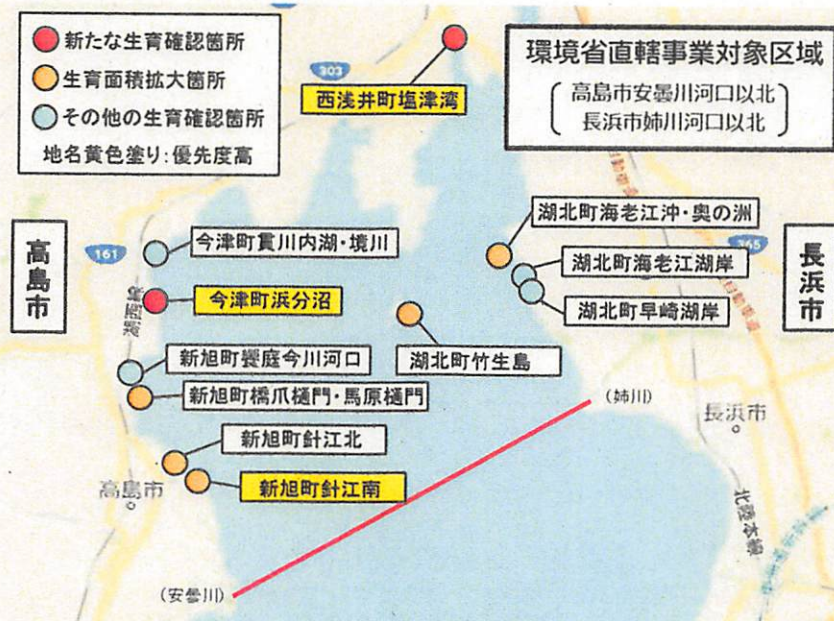 新たな生育確認箇所
生育面積拡大箇所
その他の生育確認箇所
地名黄色塗り:優先度高
303
西浅井町塩津湾
環境省直轄事業対象区域
高島市安曇川河口以北
長浜市姉川河口以北
高島市
161
今津町貫川内湖・境川
湖西線
今津町浜分沼
新旭町饗庭今川河口
新旭町橋爪樋門・馬原樋門
新旭町針江北
高島市
新旭町針江南
湖北町海老江沖・奥の洲
365
湖北町海老江湖岸
湖北町早崎湖岸
長浜市
湖北町竹生島
(姉川)
長浜市
北陸本線
(安曇川)